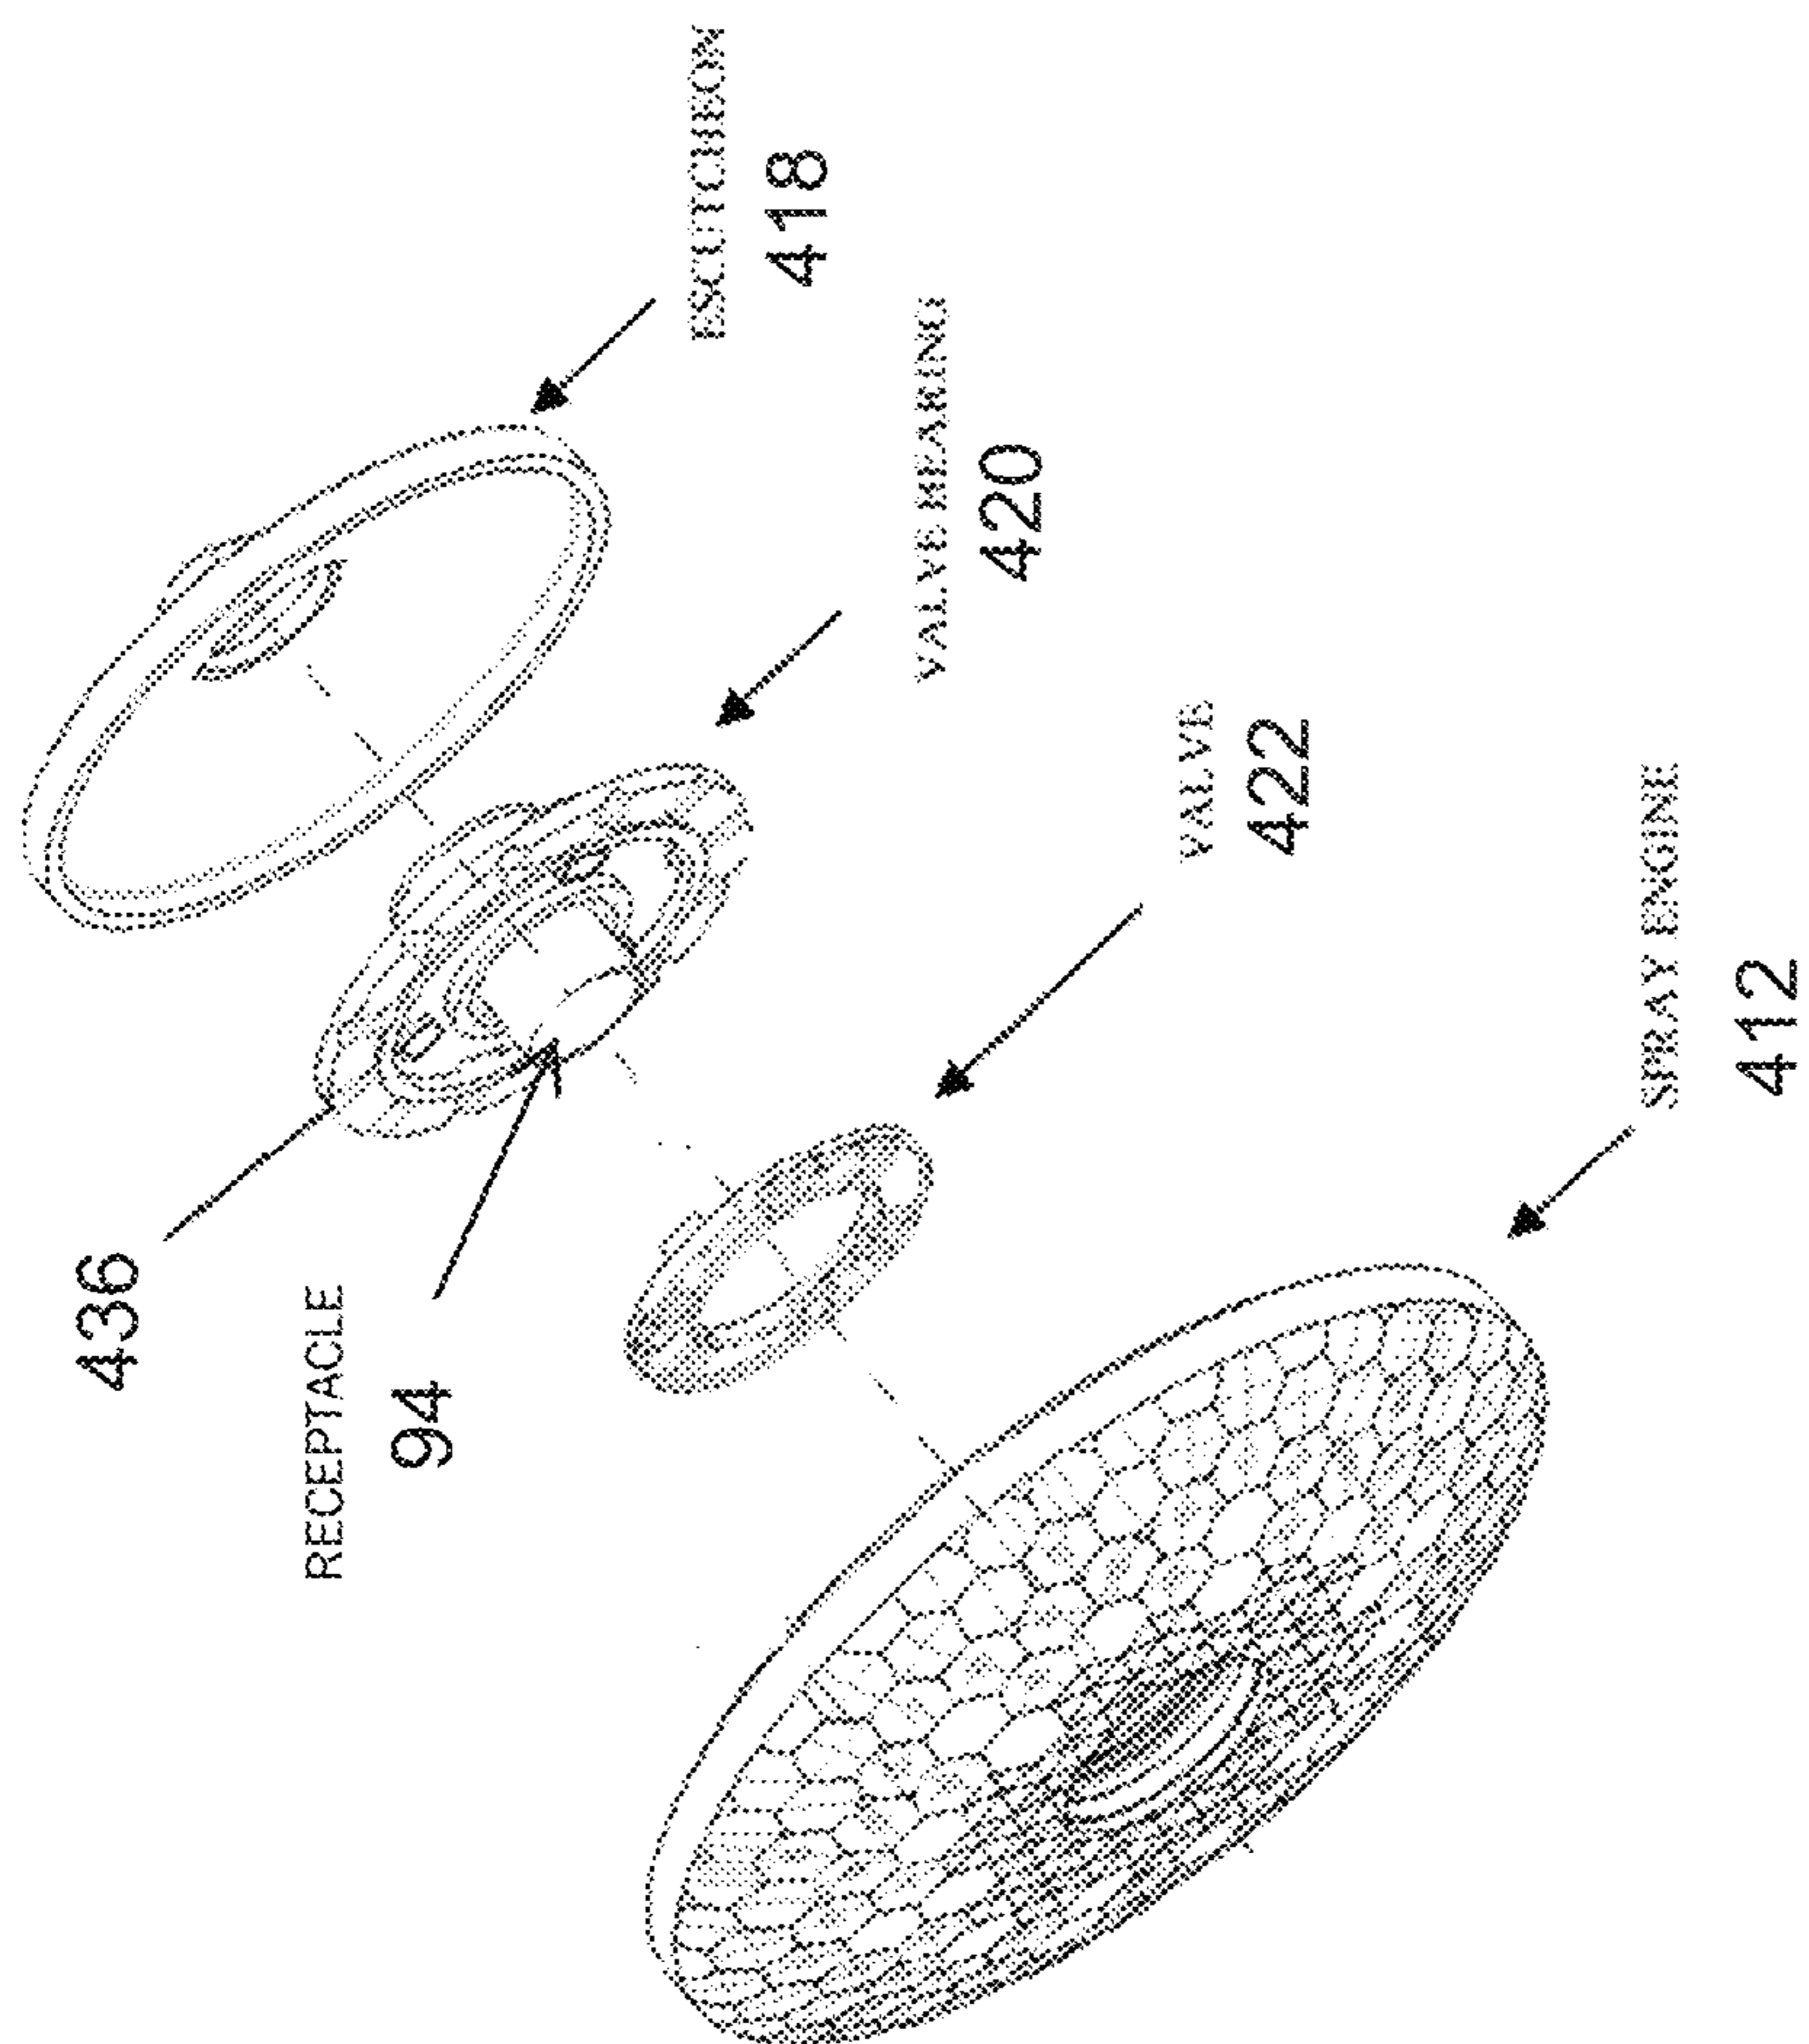 436
RECEPTACLE
94
ESCUTCHEON
418
VALVE BEARING
420
VALVE
422
SPRAY ENGINE
412